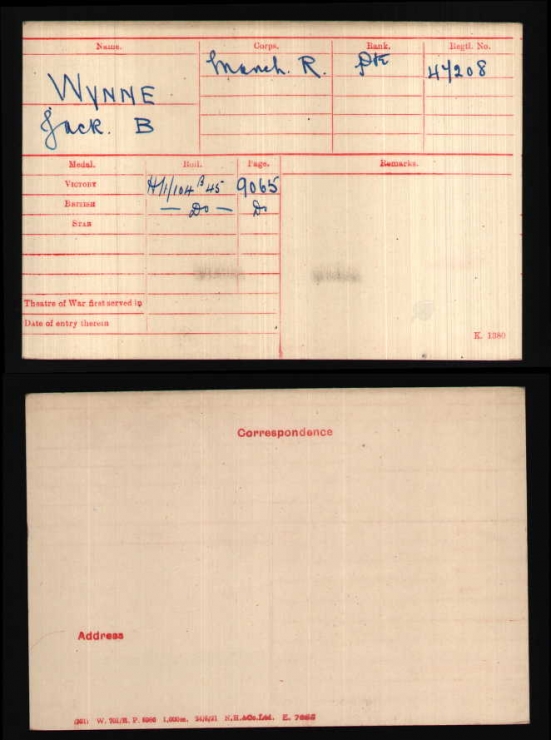 Name. Corps. Rank. Regtl. No.
WYNNE Manch. R. Pte 47208
Jack. B
Medal. Roll. Page. Remarks.
VICTORY H/1/104 B 45 9065
BRITISH — Do — Do
STAR
Theatre of War first served in
Date of entry therein
K. 1380
Correspondence
Address